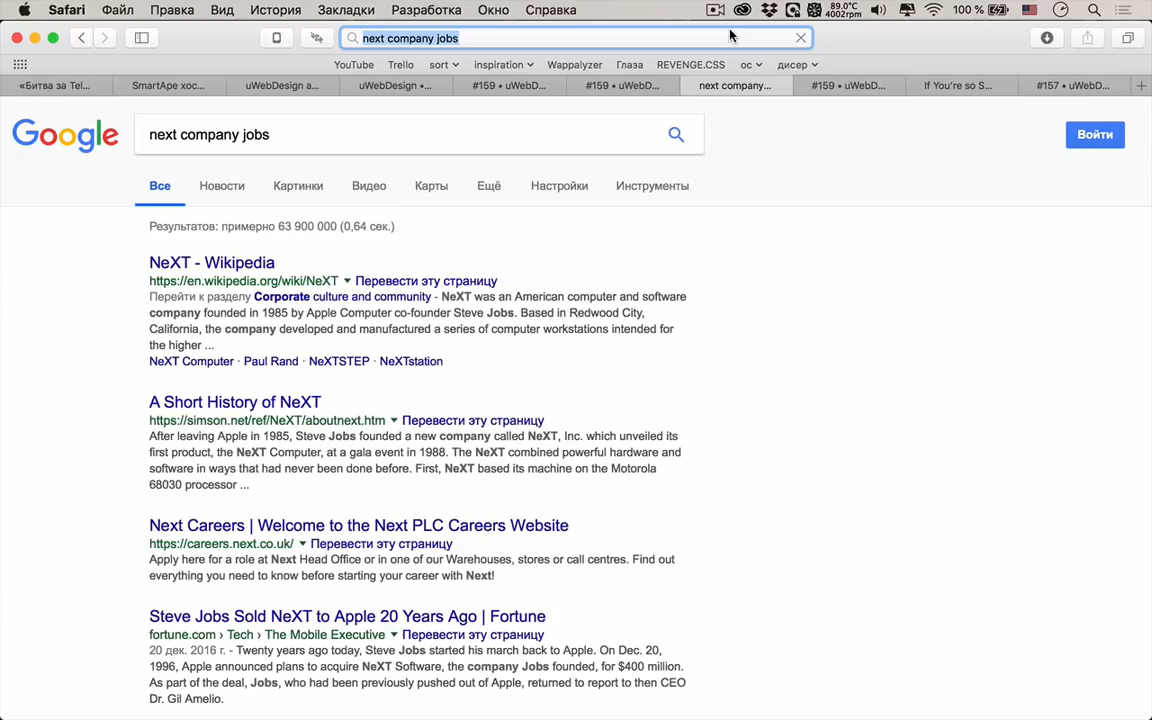 Safari Файл Правка Вид История Закладки Разработка Окно Справка 89.0°C 4002rpm 100 %
next company jobs
YouTube Trello sort inspiration Wappalyzer Глаза REVENGE.CSS ос дисер
«Битва за Tel... SmartApe хос... uWebDesign а... uWebDesign •... #159 • uWebD... #159 • uWebD... next company... #159 • uWebD... If You're so S... #157 • uWebD...
Google next company jobs Войти
Все Новости Картинки Видео Карты Ещё Настройки Инструменты
Результатов: примерно 63 900 000 (0,64 сек.)
NeXT - Wikipedia
https://en.wikipedia.org/wiki/NeXT Перевести эту страницу
Перейти к разделу Corporate culture and community - NeXT was an American computer and software
company founded in 1985 by Apple Computer co-founder Steve Jobs. Based in Redwood City,
California, the company developed and manufactured a series of computer workstations intended for
the higher ...
NeXT Computer · Paul Rand · NeXTSTEP · NeXTstation
A Short History of NeXT
https://simson.net/ref/NeXT/aboutnext.htm Перевести эту страницу
After leaving Apple in 1985, Steve Jobs founded a new company called NeXT, Inc. which unveiled its
first product, the NeXT Computer, at a gala event in 1988. The NeXT combined powerful hardware and
software in ways that had never been done before. First, NeXT based its machine on the Motorola
68030 processor ...
Next Careers | Welcome to the Next PLC Careers Website
https://careers.next.co.uk/ Перевести эту страницу
Apply here for a role at Next Head Office or in one of our Warehouses, stores or call centres. Find out
everything you need to know before starting your career with Next!
Steve Jobs Sold NeXT to Apple 20 Years Ago | Fortune
fortune.com › Tech › The Mobile Executive Перевести эту страницу
20 дек. 2016 г. - Twenty years ago today, Steve Jobs started his march back to Apple. On Dec. 20,
1996, Apple announced plans to acquire NeXT Software, the company Jobs founded, for $400 million.
As part of the deal, Jobs, who had been previously pushed out of Apple, returned to report to then CEO
Dr. Gil Amelio.